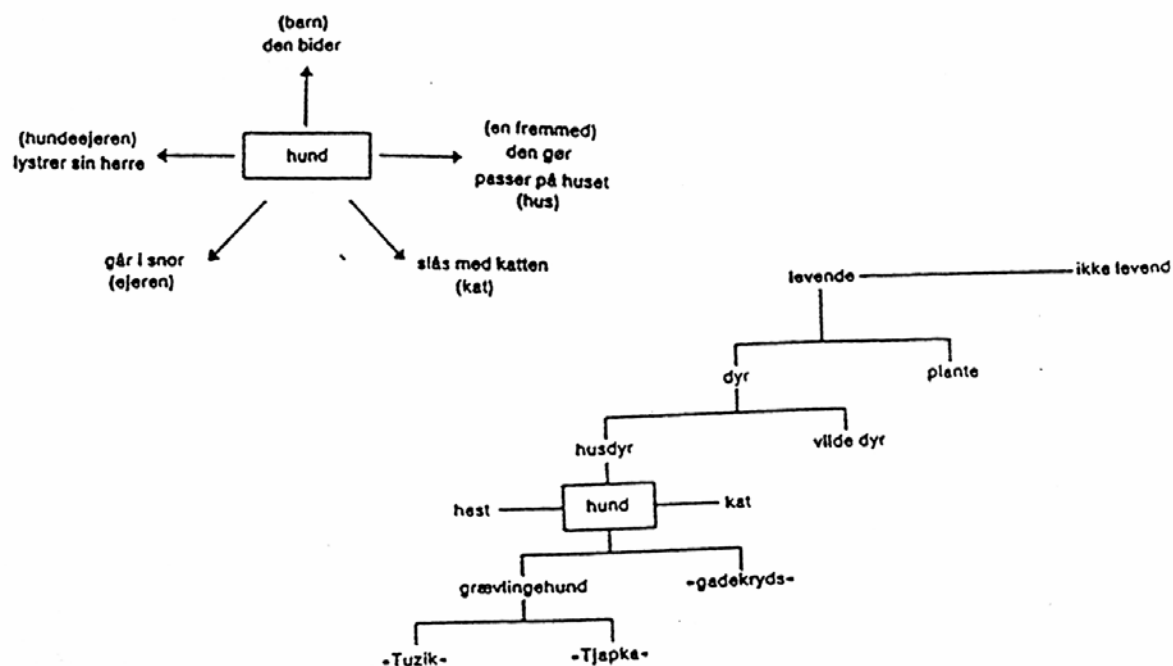 (barn)
den bider
(hundeejeren)
lystrer sin herre
hund
(en fremmed)
den gør
passer på huset
(hus)
går i snor
(ejeren)
slås med katten
(kat)
levende
ikke levend
dyr
plante
husdyr
vilde dyr
hest
hund
kat
grævlingehund
-gadekryds-
-Tuzik-
-Tjapka-